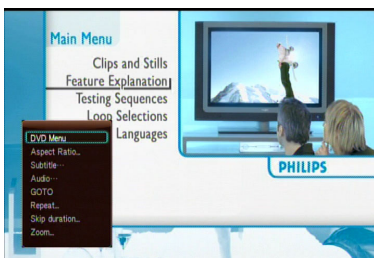 Main Menu
Clips and Stills
Feature Explanation
Testing Sequences
Loop Selections
Languages
DVD Menu
Aspect Ratio...
Subtitle···
Audio···
GOTO
Repeat...
Skip duration...
Zoom...
PHILIPS